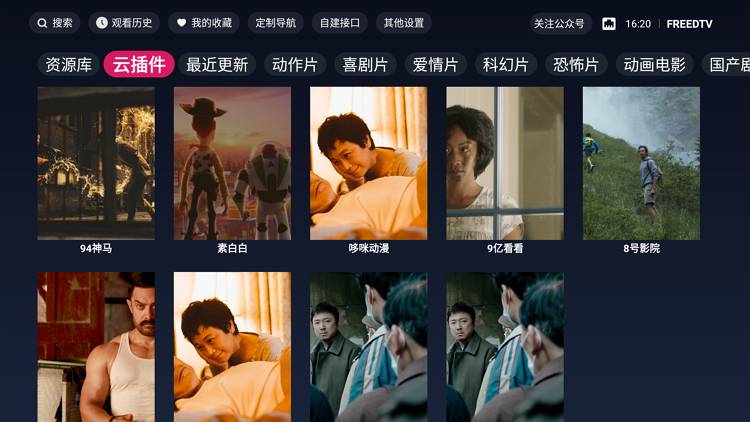 搜索 观看历史 我的收藏 定制导航 自建接口 其他设置 关注公众号 16:20 FREEDTV
资源库 云插件 最近更新 动作片 喜剧片 爱情片 科幻片 恐怖片 动画电影 国产剧
94神马 素白白 哆咪动漫 9亿看看 8号影院